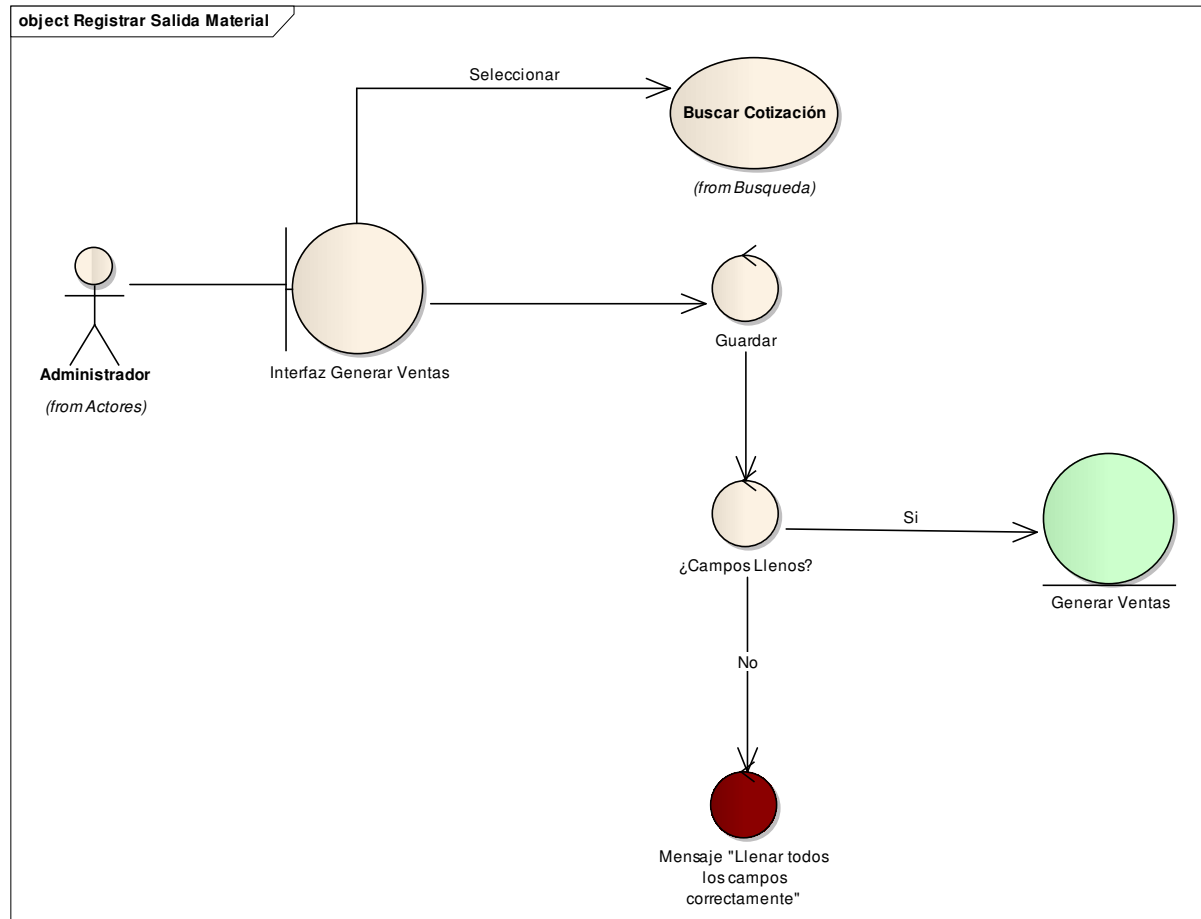 object Registrar Salida Material
Seleccionar
Buscar Cotización
(from Busqueda)
Administrador
(from Actores)
Interfaz Generar Ventas
Guardar
¿Campos Llenos?
Si
Generar Ventas
No
Mensaje "Llenar todos
los campos
correctamente"